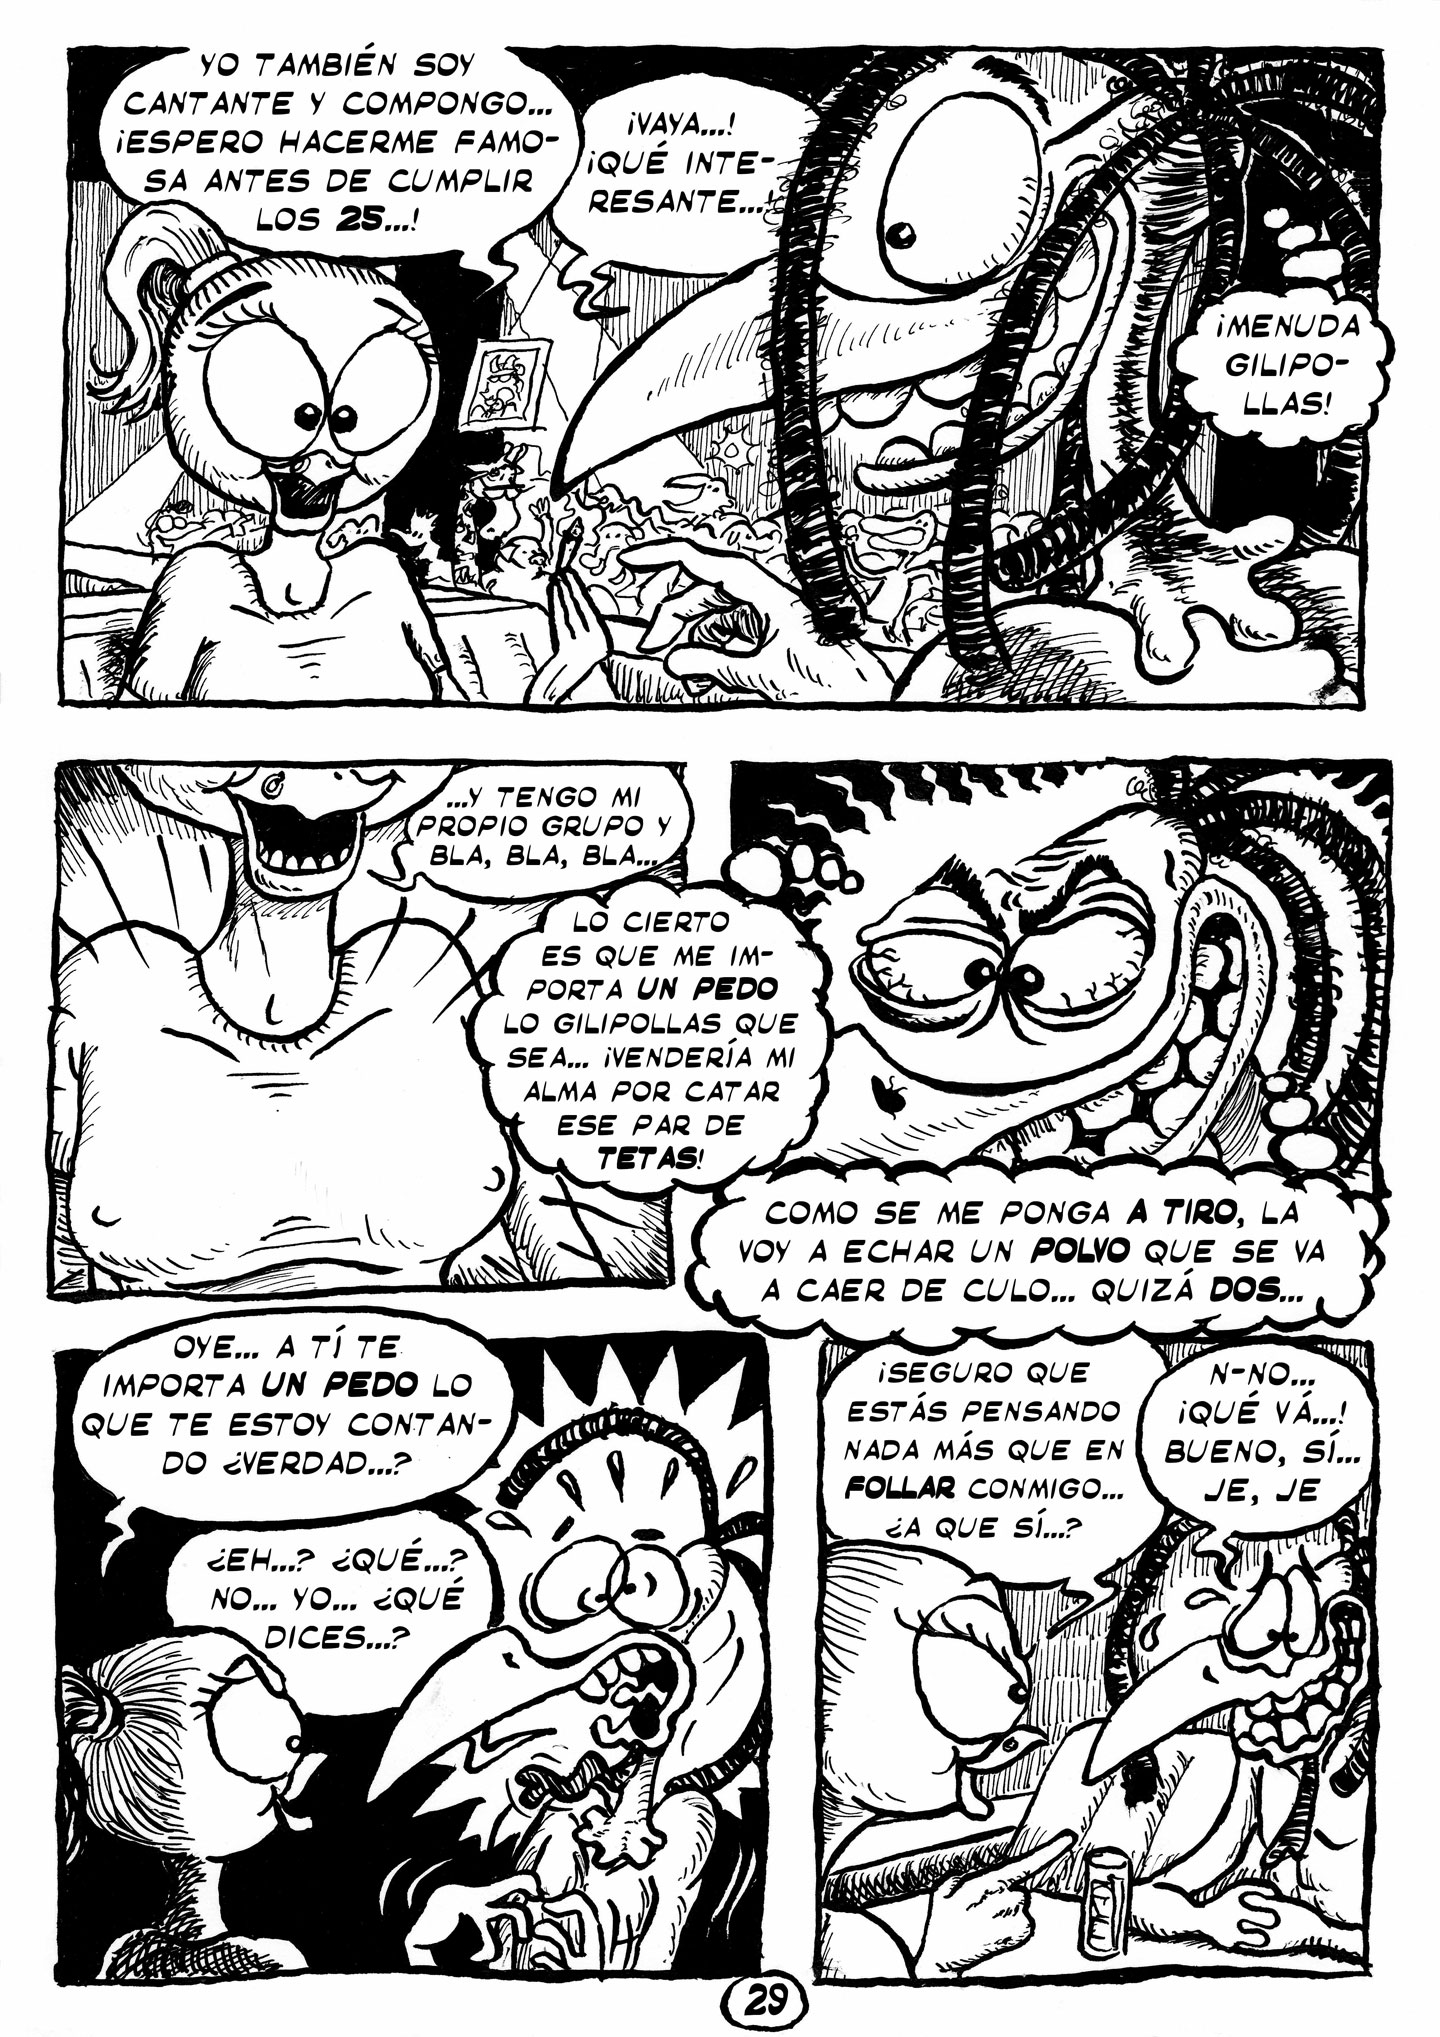 YO TAMBIÉN SOY
CANTANTE Y COMPONGO...
¡ESPERO HACERME FAMO-
SA ANTES DE CUMPLIR
LOS 25...!
¡VAYA...!
¡QUÉ INTE-
RESANTE...!
¡MENUDA
GILIPO-
LLAS!
...Y TENGO MI
PROPIO GRUPO Y
BLA, BLA, BLA...
LO CIERTO
ES QUE ME IM-
PORTA UN PEDO
LO GILIPOLLAS QUE
SEA... ¡VENDERÍA MI
ALMA POR CATAR
ESE PAR DE
TETAS!
COMO SE ME PONGA A TIRO, LA
VOY A ECHAR UN POLVO QUE SE VA
A CAER DE CULO... QUIZÁ DOS...
OYE... A TÍ TE
IMPORTA UN PEDO LO
QUE TE ESTOY CONTAN-
DO ¿VERDAD...?
¿EH...? ¿QUÉ...?
NO... YO... ¿QUÉ
DICES...?
¡SEGURO QUE
ESTÁS PENSANDO
NADA MÁS QUE EN
FOLLAR CONMIGO...
¿A QUE SÍ...?
N-NO...
¡QUÉ VÁ...!
BUENO, SÍ...
JE, JE
29